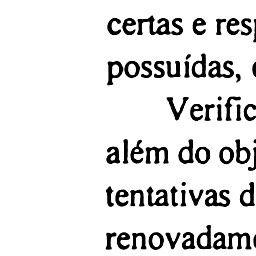 certas e resp
possuídas,
Verific
além do obj
tentativas d
renovadame